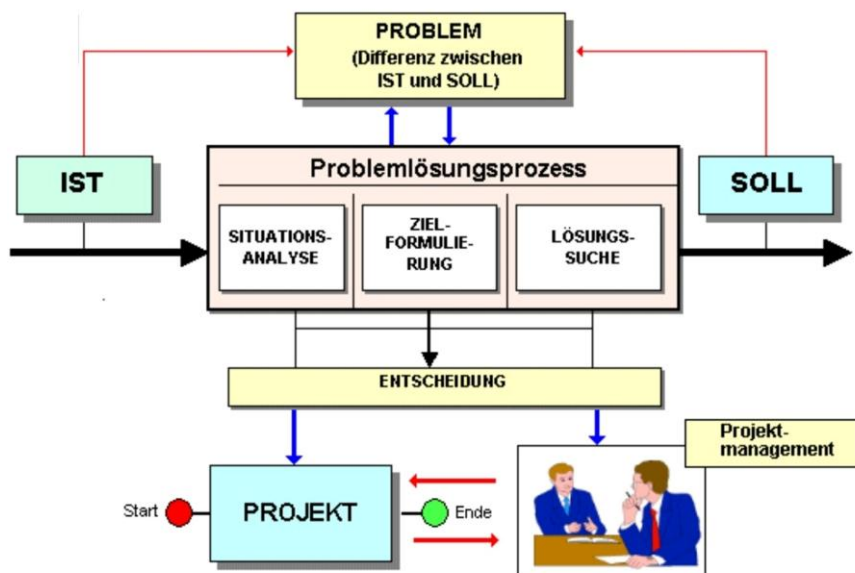 PROBLEM
(Differenz zwischen
IST und SOLL)
IST
Problemlösungsprozess
SOLL
SITUATIONS-
ANALYSE
ZIEL-
FORMULIE-
RUNG
LÖSUNGS-
SUCHE
ENTSCHEIDUNG
Projekt-
management
Start
PROJEKT
Ende